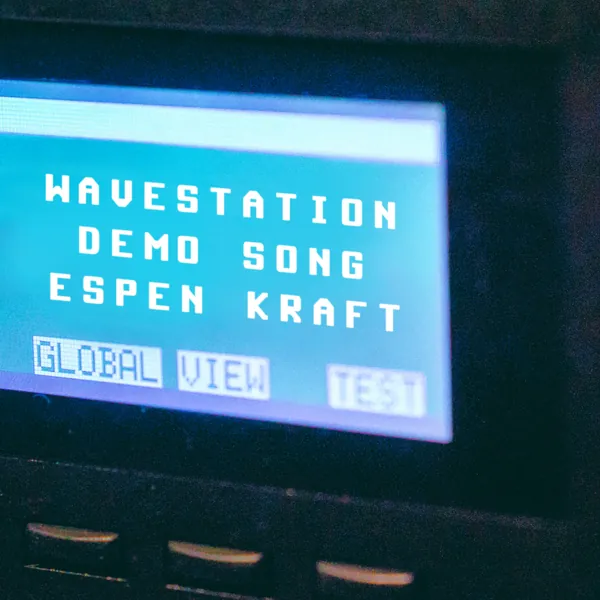 WAVESTATION
DEMO SONG
ESPEN KRAFT
GLOBAL VIEW TEST